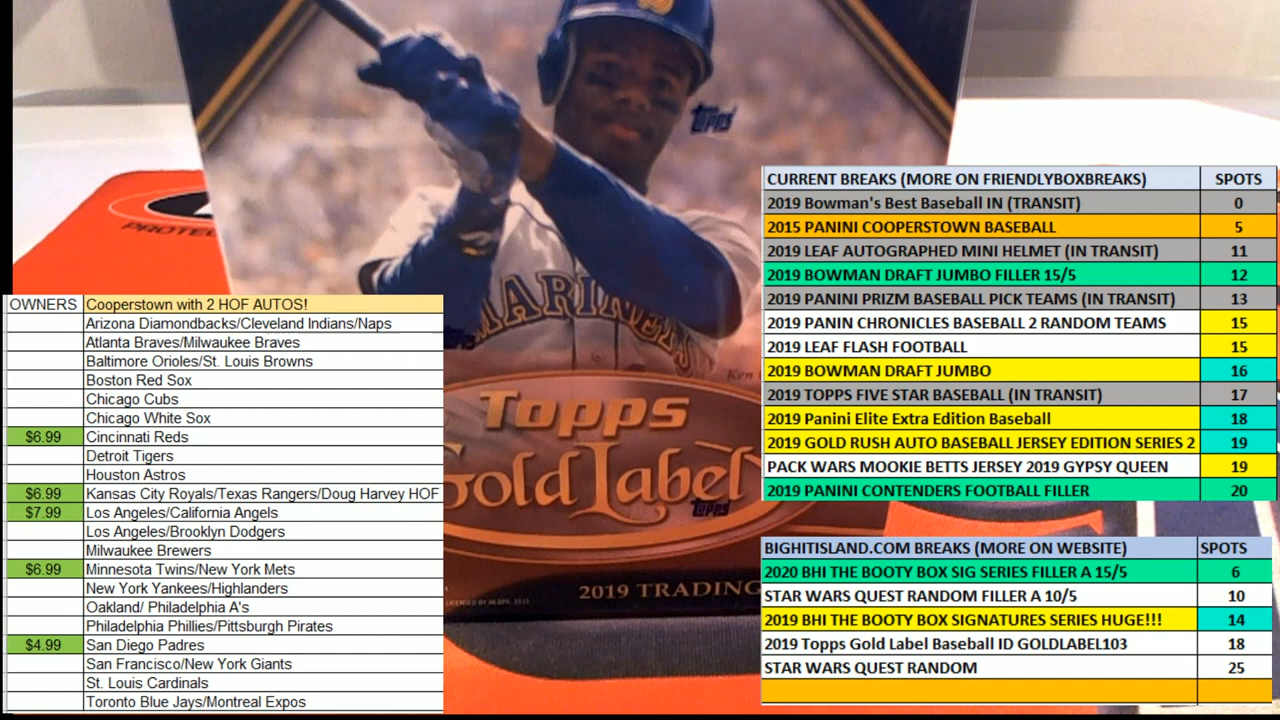 Topps
PROTE
MARINERS
Ken
Topps
Gold Label
Topps
2019 TRADING
LICENSED BY MLBPA, 2019
OWNERS Cooperstown with 2 HOF AUTOS!
Arizona Diamondbacks/Cleveland Indians/Naps
Atlanta Braves/Milwaukee Braves
Baltimore Orioles/St. Louis Browns
Boston Red Sox
Chicago Cubs
Chicago White Sox
$6.99 Cincinnati Reds
Detroit Tigers
Houston Astros
$6.99 Kansas City Royals/Texas Rangers/Doug Harvey HOF
$7.99 Los Angeles/California Angels
Los Angeles/Brooklyn Dodgers
Milwaukee Brewers
$6.99 Minnesota Twins/New York Mets
New York Yankees/Highlanders
Oakland/ Philadelphia A's
Philadelphia Phillies/Pittsburgh Pirates
$4.99 San Diego Padres
San Francisco/New York Giants
St. Louis Cardinals
Toronto Blue Jays/Montreal Expos
CURRENT BREAKS (MORE ON FRIENDLYBOXBREAKS) SPOTS
2019 Bowman's Best Baseball IN (TRANSIT) 0
2015 PANINI COOPERSTOWN BASEBALL 5
2019 LEAF AUTOGRAPHED MINI HELMET (IN TRANSIT) 11
2019 BOWMAN DRAFT JUMBO FILLER 15/5 12
2019 PANINI PRIZM BASEBALL PICK TEAMS (IN TRANSIT) 13
2019 PANIN CHRONICLES BASEBALL 2 RANDOM TEAMS 15
2019 LEAF FLASH FOOTBALL 15
2019 BOWMAN DRAFT JUMBO 16
2019 TOPPS FIVE STAR BASEBALL (IN TRANSIT) 17
2019 Panini Elite Extra Edition Baseball 18
2019 GOLD RUSH AUTO BASEBALL JERSEY EDITION SERIES 2 19
PACK WARS MOOKIE BETTS JERSEY 2019 GYPSY QUEEN 19
2019 PANINI CONTENDERS FOOTBALL FILLER 20
BIGHITISLAND.COM BREAKS (MORE ON WEBSITE) SPOTS
2020 BHI THE BOOTY BOX SIG SERIES FILLER A 15/5 6
STAR WARS QUEST RANDOM FILLER A 10/5 10
2019 BHI THE BOOTY BOX SIGNATURES SERIES HUGE!!! 14
2019 Topps Gold Label Baseball ID GOLDLABEL103 18
STAR WARS QUEST RANDOM 25